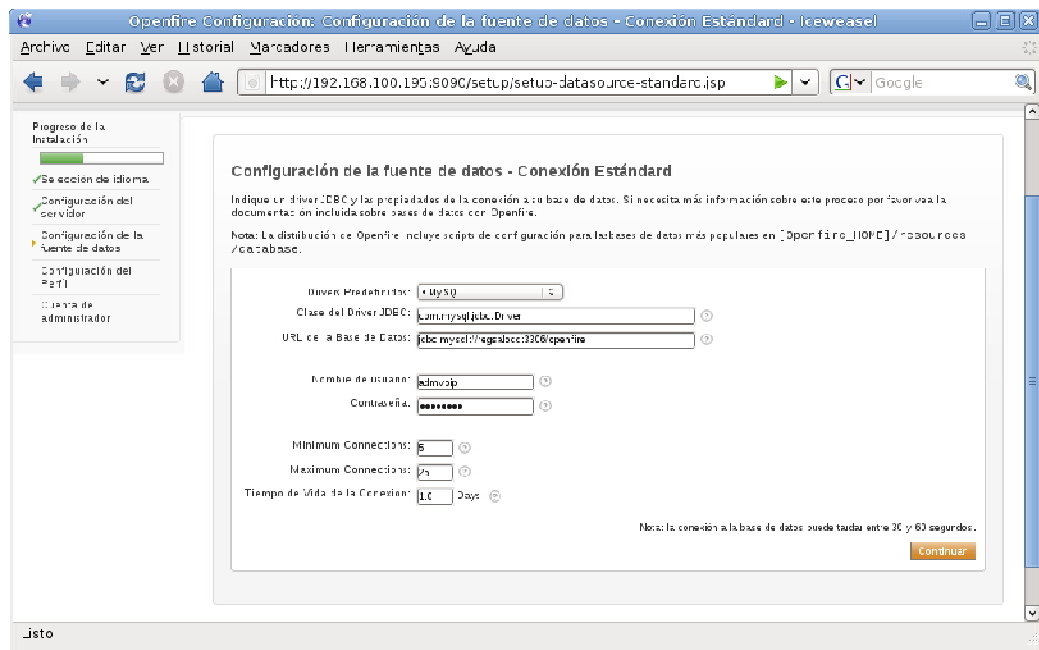 Openfire Configuración: Configuración de la fuente de datos - Conexión Estándard - Iceweasel
Archivo Editar Ver Historial Marcadores Herramientas Ayuda
http://192.168.100.195:9090/setup/setup-datasource-standard.jsp
G Google
Progreso de la
Instalación
Selección de idioma
Configuración del
servidor
Configuración de la
fuente de datos
Configuración del
Perfil
Cuenta de
administrador
Configuración de la fuente de datos - Conexión Estándard
Indique un driver JDBC y las propiedades de la conexión a su base de datos. Si necesita más información sobre este proceso por favor vea la
documentación incluida sobre bases de datos con Openfire.
Nota: La distribución de Openfire incluye scripts de configuración para las bases de datos más populares en [Openfire_HOME]/resources
/database.
Drivers Predefinidos: • MySQL
Clase del Driver JDBC: com.mysql.jdbc.Driver
URL de la Base de Datos:
Nombre de usuario: admvoip
Contraseña: ••••••••
Minimum Connections: 5
Maximum Connections: 25
Tiempo de Vida de la Conexion: 1.0 Days
Nota: la conexión a la base de datos puede tardar entre 30 y 60 segundos.
Continuar
Listo